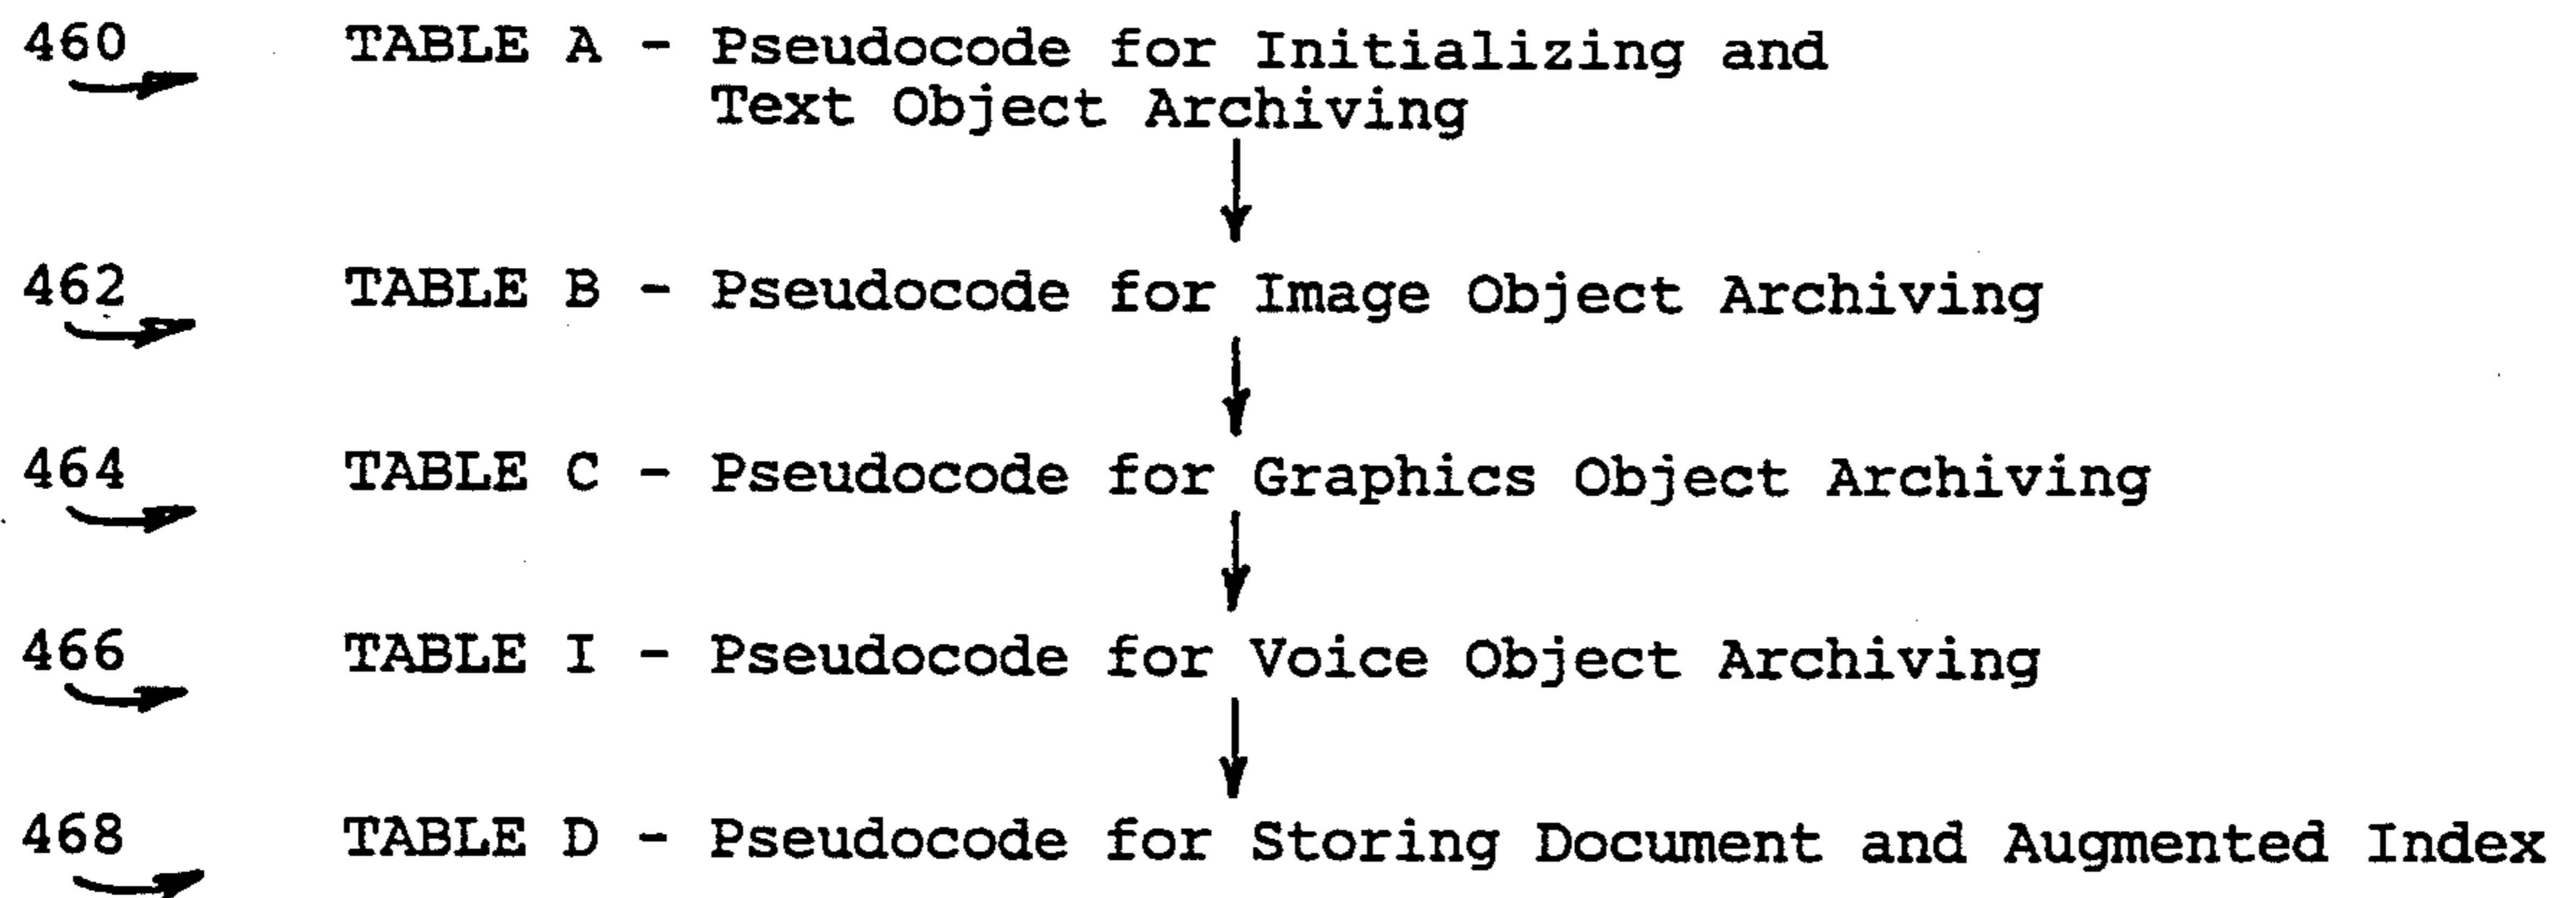 460 TABLE A - Pseudocode for Initializing and
Text Object Archiving
462 TABLE B - Pseudocode for Image Object Archiving
464 TABLE C - Pseudocode for Graphics Object Archiving
466 TABLE I - Pseudocode for Voice Object Archiving
468 TABLE D - Pseudocode for Storing Document and Augmented Index